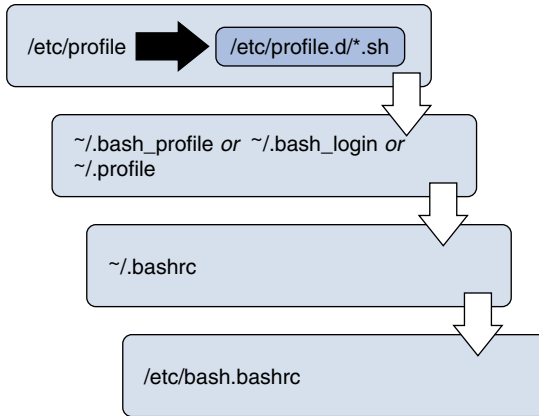 /etc/profile /etc/profile.d/*.sh
~/.bash_profile or ~/.bash_login or
~/.profile
~/.bashrc
/etc/bash.bashrc